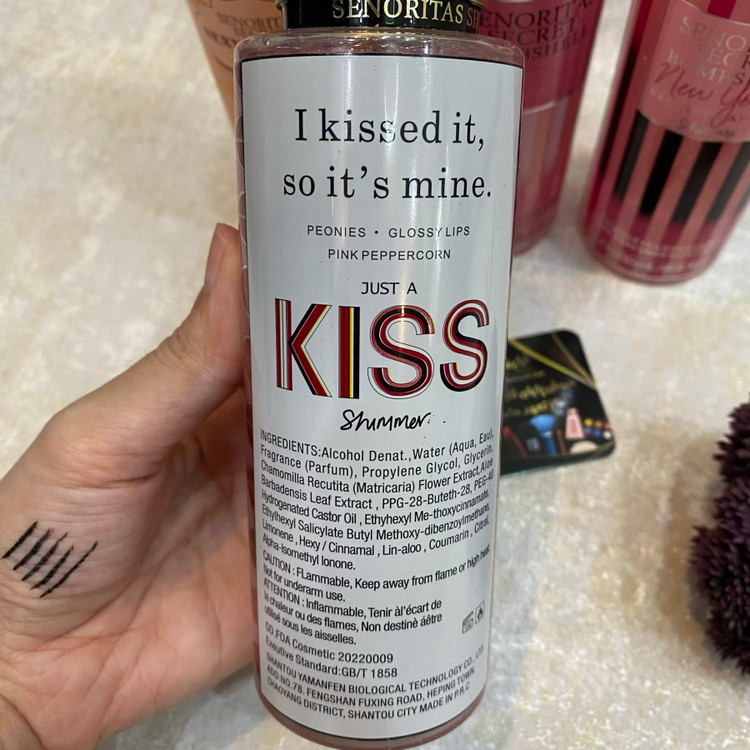 SENORITAS
I kissed it,
so it's mine.
PEONIES • GLOSSY LIPS
PINK PEPPERCORN
JUST A
KISS
Shimmer
INGREDIENTS:Alcohol Denat.,Water (Aqua, Eau),
Fragrance (Parfum), Propylene Glycol, Glycerin,
Chamomilla Recutita (Matricaria) Flower Extract,Aloe
Barbadensis Leaf Extract , PPG-28-Buteth-28, PEG-40
Hydrogenated Castor Oil , Ethyhexyl Me-thoxycinnamate,
Ethylhexyl Salicylate Butyl Methoxy-dibenzoylmethane,
Limonene , Hexy / Cinnamal , Lin-aloo , Coumarin , Citral,
Alpha-Isomethyl Ionone.
CAUTION : FLammable, Keep away from flame or high heat.
Not for underarm use.
ATTENTION : Inflammable, Tenir àl'écart de
la chaleur ou des flames, Non destinè áêtre
utilisé sous les aisselles.
GD.FDA Cosmetic 20220009
Exeutive Standard:GB/T 1858
SHANTOU YAMANFEN BIOLOGICAL TECHNOLOGY CO., LTD.
ADD NO 78, FENGSHAN FUXING ROAD, HEPING TOWN,
CHAOYANG DISTRICT, SHANTOU CITY MADE IN P.R.C
SENORITAS
SENORITAS
SECRET
New